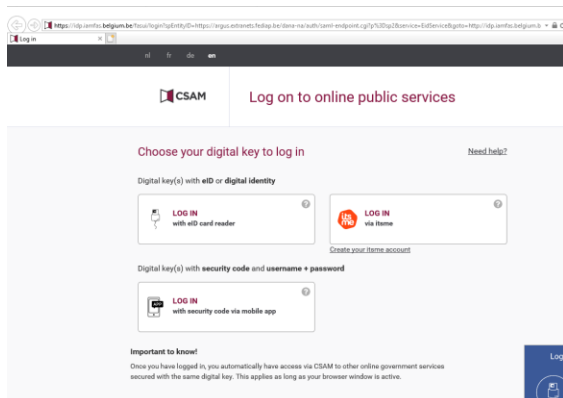 https://idp.iamfas.belgium.be/fasui/login?spEntityID=https://argus.extranets.fediap.be/dana-na/auth/saml-endpoint.cgi?p%3Dsp2&service=EidService&goto=http://idp.iamfas.belgium.b
Log in
nl fr de en
CSAM
Log on to online public services
Choose your digital key to log in
Need help?
Digital key(s) with eID or digital identity
LOG IN
with eID card reader
?
its
me
LOG IN
via itsme
?
Create your itsme account
Digital key(s) with security code and username + password
APP
LOG IN
with security code via mobile app
?
Important to know!
Once you have logged in, you automatically have access via CSAM to other online government services
secured with the same digital key. This applies as long as your browser window is active.
Log